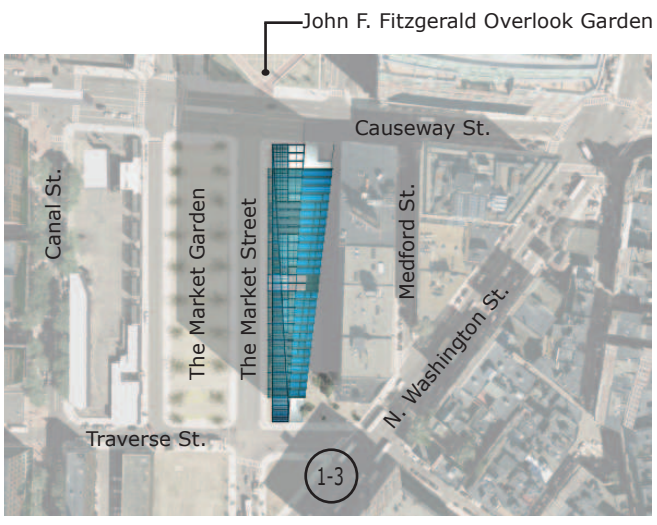 John F. Fitzgerald Overlook Garden
Causeway St.
Canal St.
The Market Garden
The Market Street
Medford St.
N. Washington St.
Traverse St.
1-3